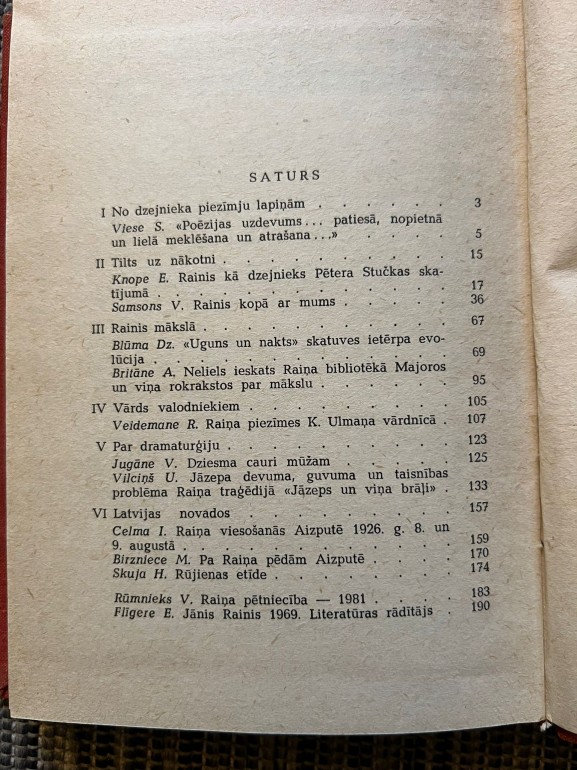 SATURS
I No dzejnieka piezīmju lapiņām . . . . . . 3
Viese S. «Poēzijas uzdevums... patiesā, nopietnā
un lielā meklēšana un atrašana...» . . . . 5
II Tilts uz nākotni . . . . . . . . . . 15
Knope E. Rainis kā dzejnieks Pētera Stučkas ska-
tījumā . . . . . . . . . . . . 17
Samsons V. Rainis kopā ar mums . . . . . 36
III Rainis mākslā . . . . . . . . . . 67
Blūma Dz. «Uguns un nakts» skatuves ietērpa evo-
lūcija . . . . . . . . . . . . 69
Britāne A. Neliels ieskats Raiņa bibliotēkā Majoros
un viņa rokrakstos par mākslu . . . . . 95
IV Vārds valodniekiem . . . . . . . . 105
Veidemane R. Raiņa piezīmes K. Ulmaņa vārdnīcā . 107
V Par dramaturģiju . . . . . . . . . 123
Jugāne V. Dziesma cauri mūžam . . . . . 125
Vilciņš U. Jāzepa devuma, guvuma un taisnības
problēma Raiņa traģēdijā «Jāzeps un viņa brāļi» . 133
VI Latvijas novados . . . . . . . . . 157
Celma I. Raiņa viesošanās Aizputē 1926. g. 8. un
9. augustā . . . . . . . . . . . 159
Birzniece M. Pa Raiņa pēdām Aizputē . . . . 170
Skuja H. Rūjienas etīde . . . . . . . 174
Rūmnieks V. Raiņa pētniecība — 1981 . . . . 183
Flīgere E. Jānis Rainis 1969. Literatūras rādītājs . 190